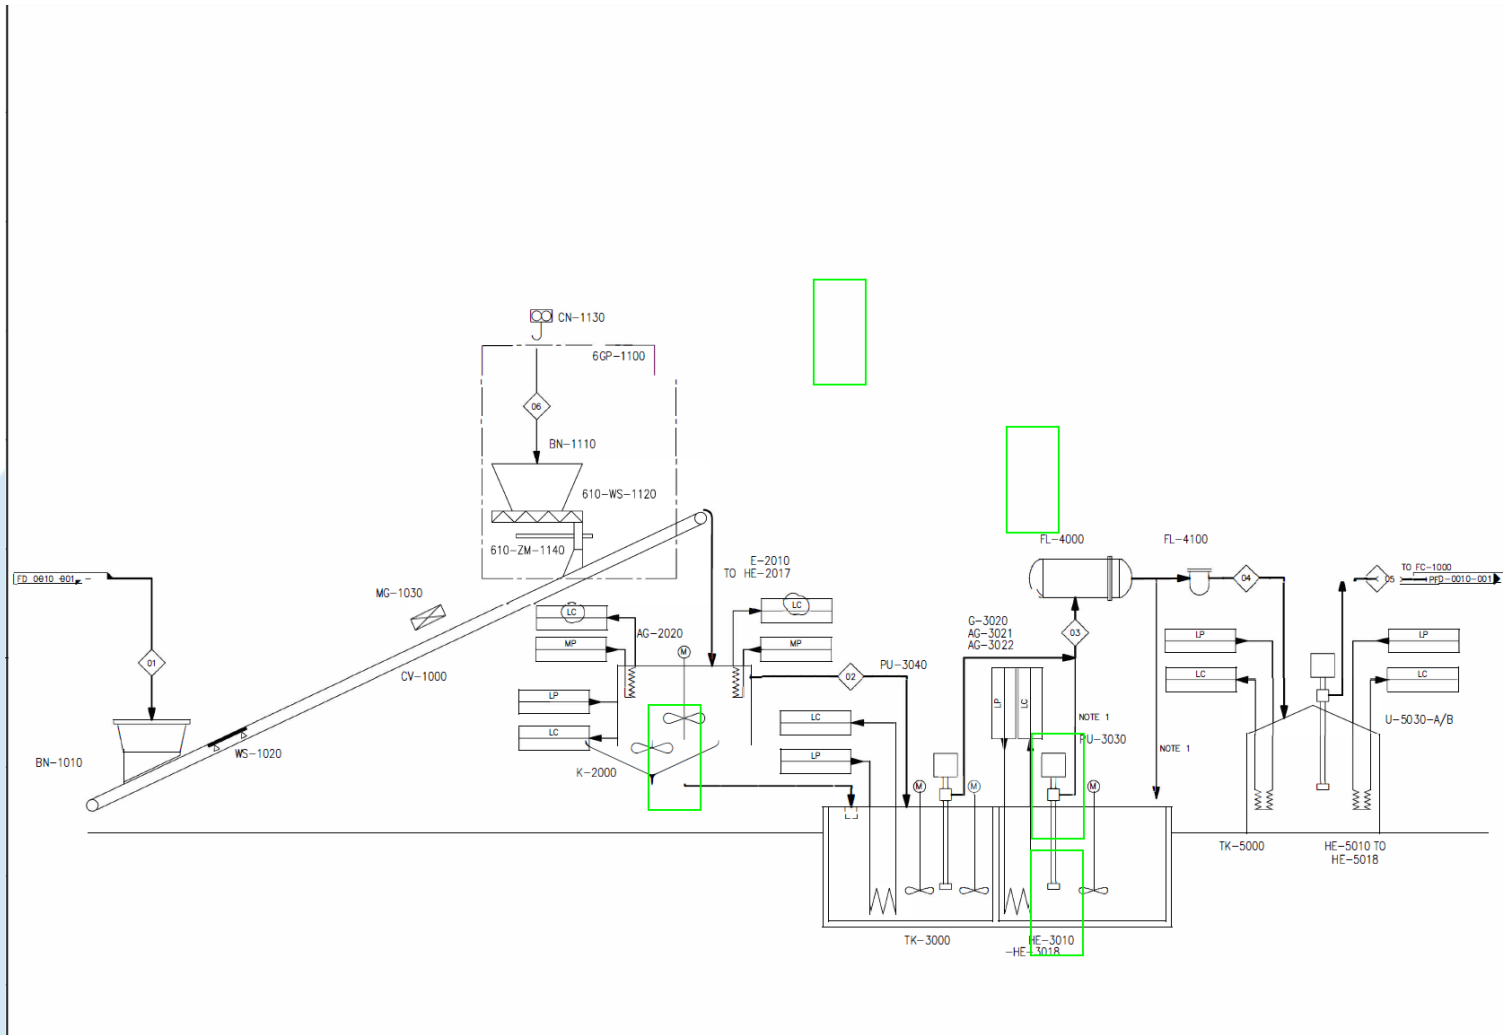 CN-1130
6GP-1100
06
BN-1110
610-WS-1120
610-ZM-1140
E-2010
TO HE-2017
FL-4000
FL-4100
TO FC-1000
FD 0010 001
04
05
PFD-0010-001
MG-1030
LC
LC
G-3020
AG-3021
AG-3022
03
AG-2020
MP
M
MP
LP
LP
01
CV-1000
02
PU-3040
LC
LC
LP
LP
LC
LC
LC
NOTE 1
PU-3030
U-5030-A/B
NOTE 1
WS-1020
BN-1010
K-2000
LP
M
M
M
TK-5000
HE-5010 TO
HE-5018
TK-3000
HE-3010
-HE-3018